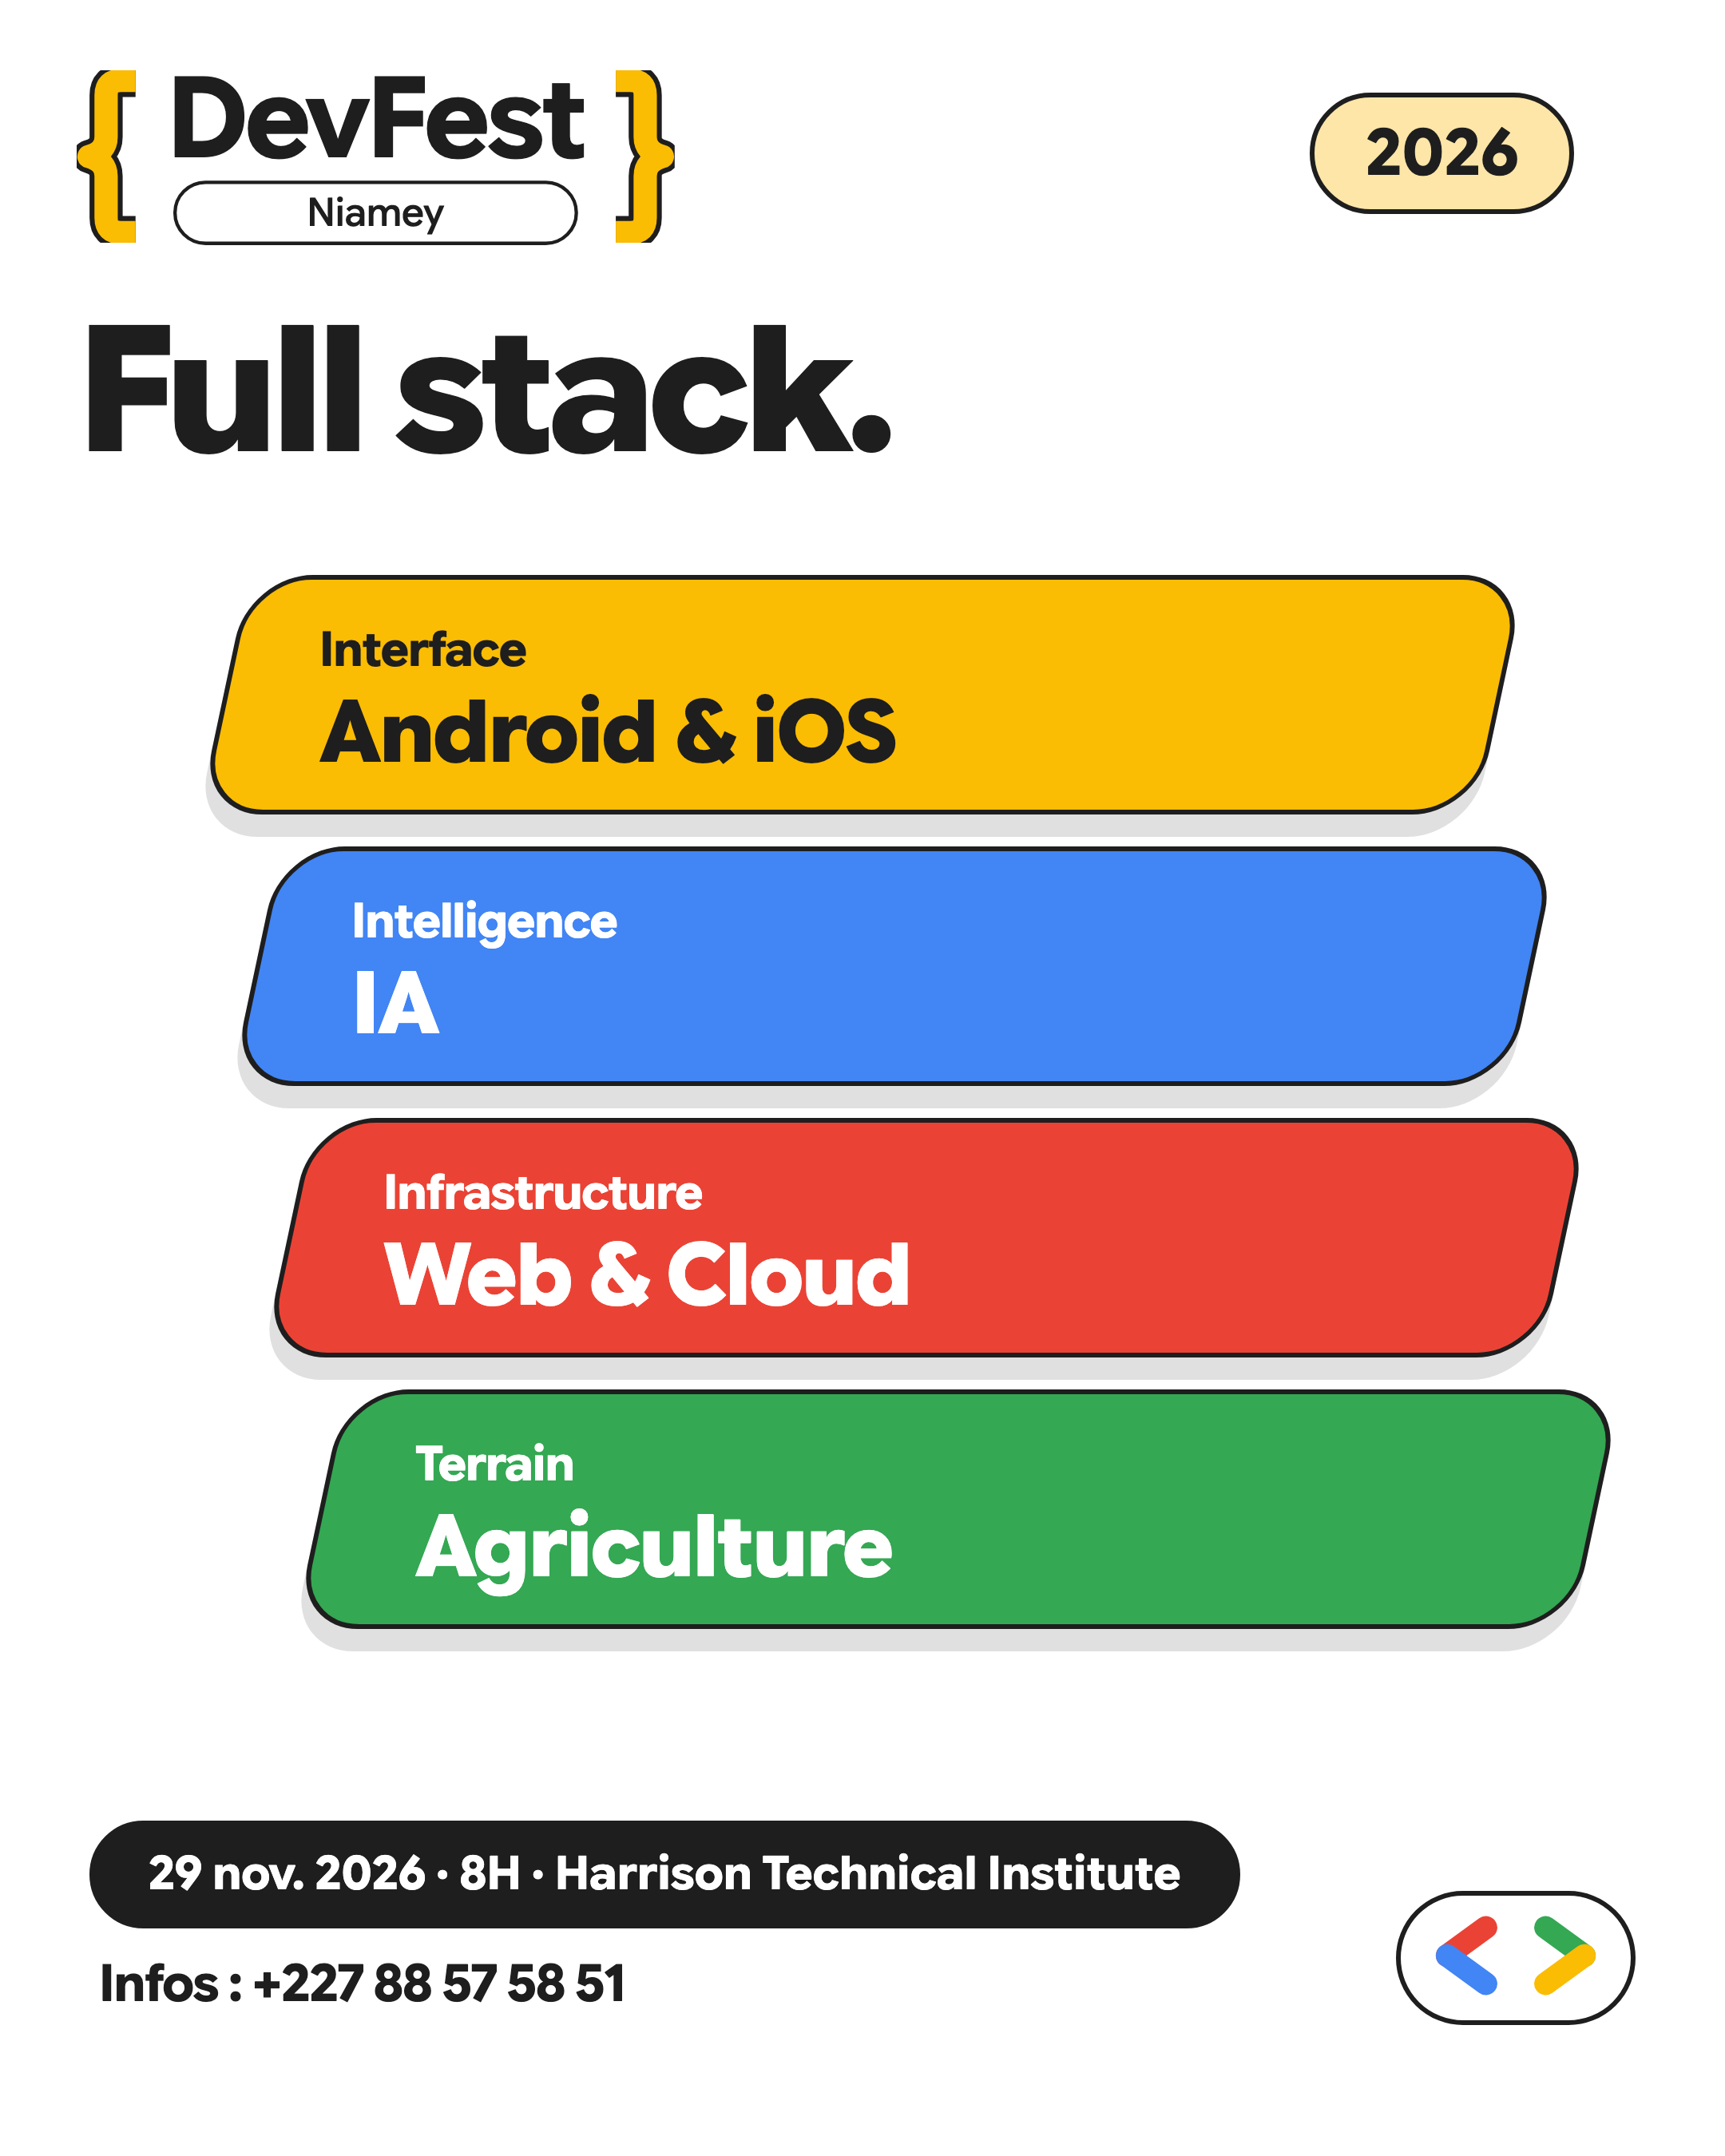 DevFest
Niamey
2026
Full stack.
Interface
Android & iOS
Intelligence
IA
Infrastructure
Web & Cloud
Terrain
Agriculture
29 nov. 2026 · 8H · Harrison Technical Institute
Infos : +227 88 57 58 51